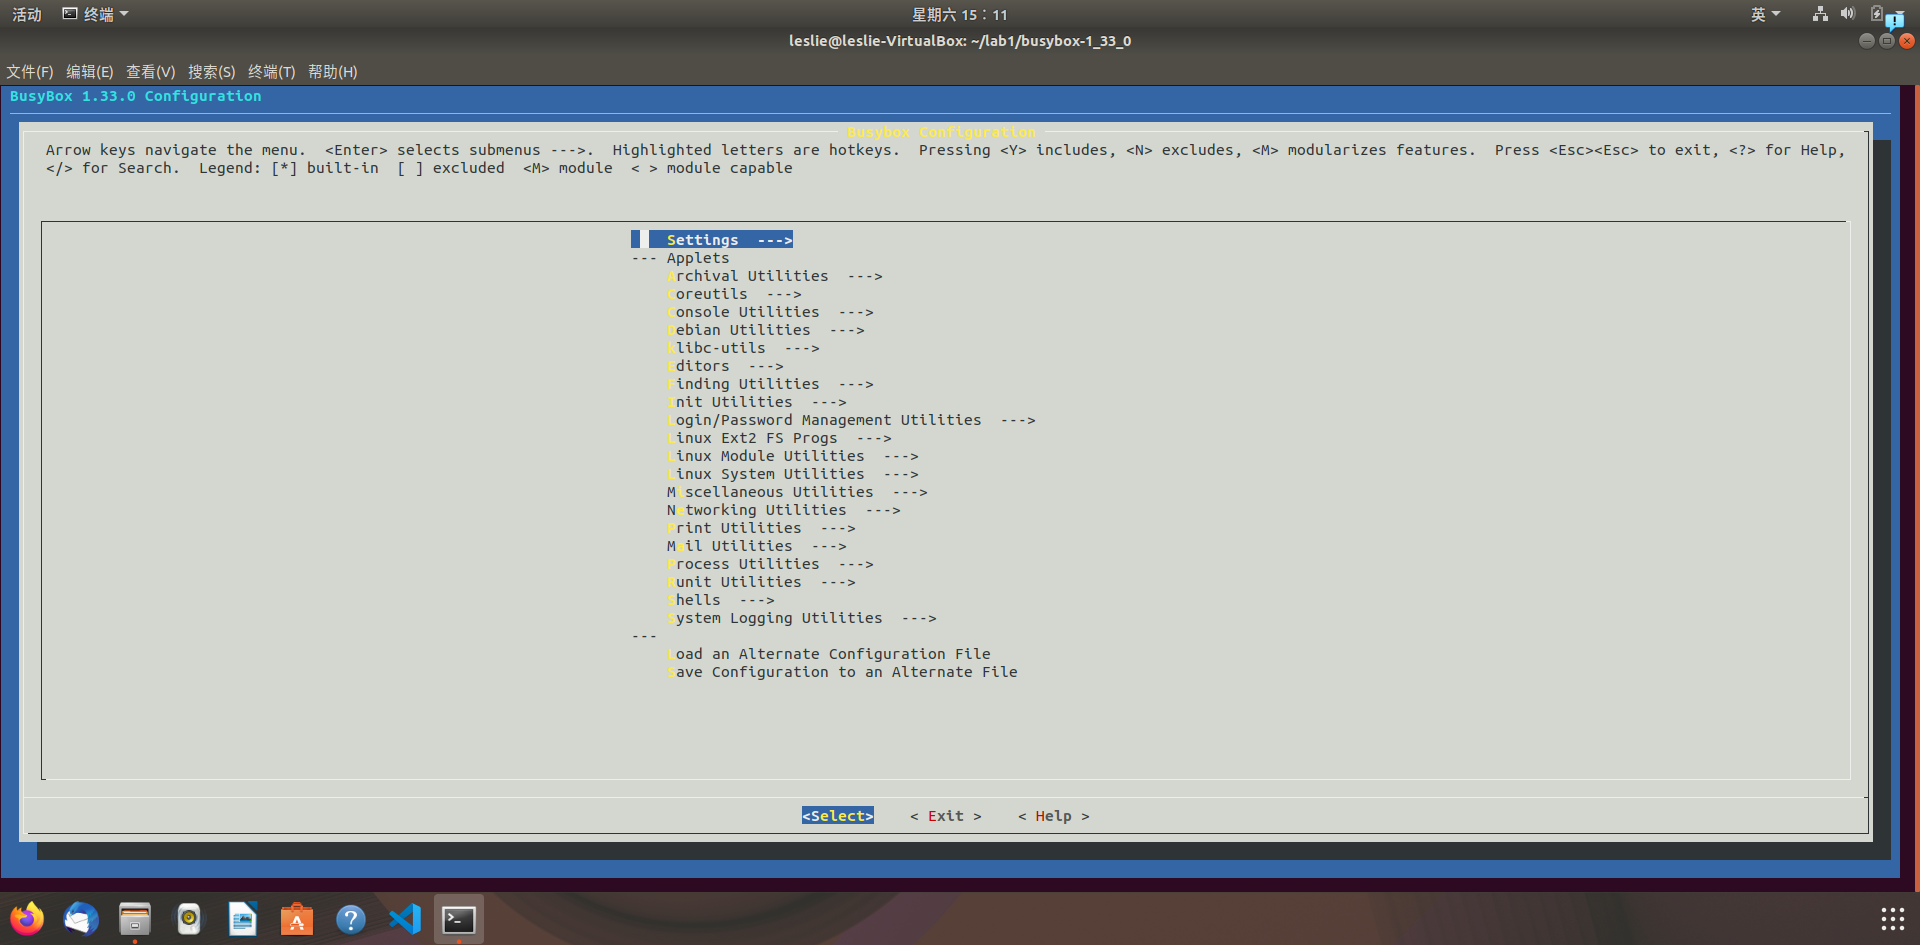 活动 终端 星期六 15：11 英
leslie@leslie-VirtualBox: ~/lab1/busybox-1_33_0
文件(F) 编辑(E) 查看(V) 搜索(S) 终端(T) 帮助(H)
BusyBox 1.33.0 Configuration
Busybox Configuration
Arrow keys navigate the menu.  <Enter> selects submenus --->.  Highlighted letters are hotkeys.  Pressing <Y> includes, <N> excludes, <M> modularizes features.  Press <Esc><Esc> to exit, <?> for Help,
</> for Search.  Legend: [*] built-in  [ ] excluded  <M> module  < > module capable
Settings  --->
--- Applets
Archival Utilities  --->
Coreutils  --->
Console Utilities  --->
Debian Utilities  --->
klibc-utils  --->
Editors  --->
Finding Utilities  --->
Init Utilities  --->
Login/Password Management Utilities  --->
Linux Ext2 FS Progs  --->
Linux Module Utilities  --->
Linux System Utilities  --->
Miscellaneous Utilities  --->
Networking Utilities  --->
Print Utilities  --->
Mail Utilities  --->
Process Utilities  --->
Runit Utilities  --->
Shells  --->
System Logging Utilities  --->
---
Load an Alternate Configuration File
Save Configuration to an Alternate File
<Select>    < Exit >    < Help >